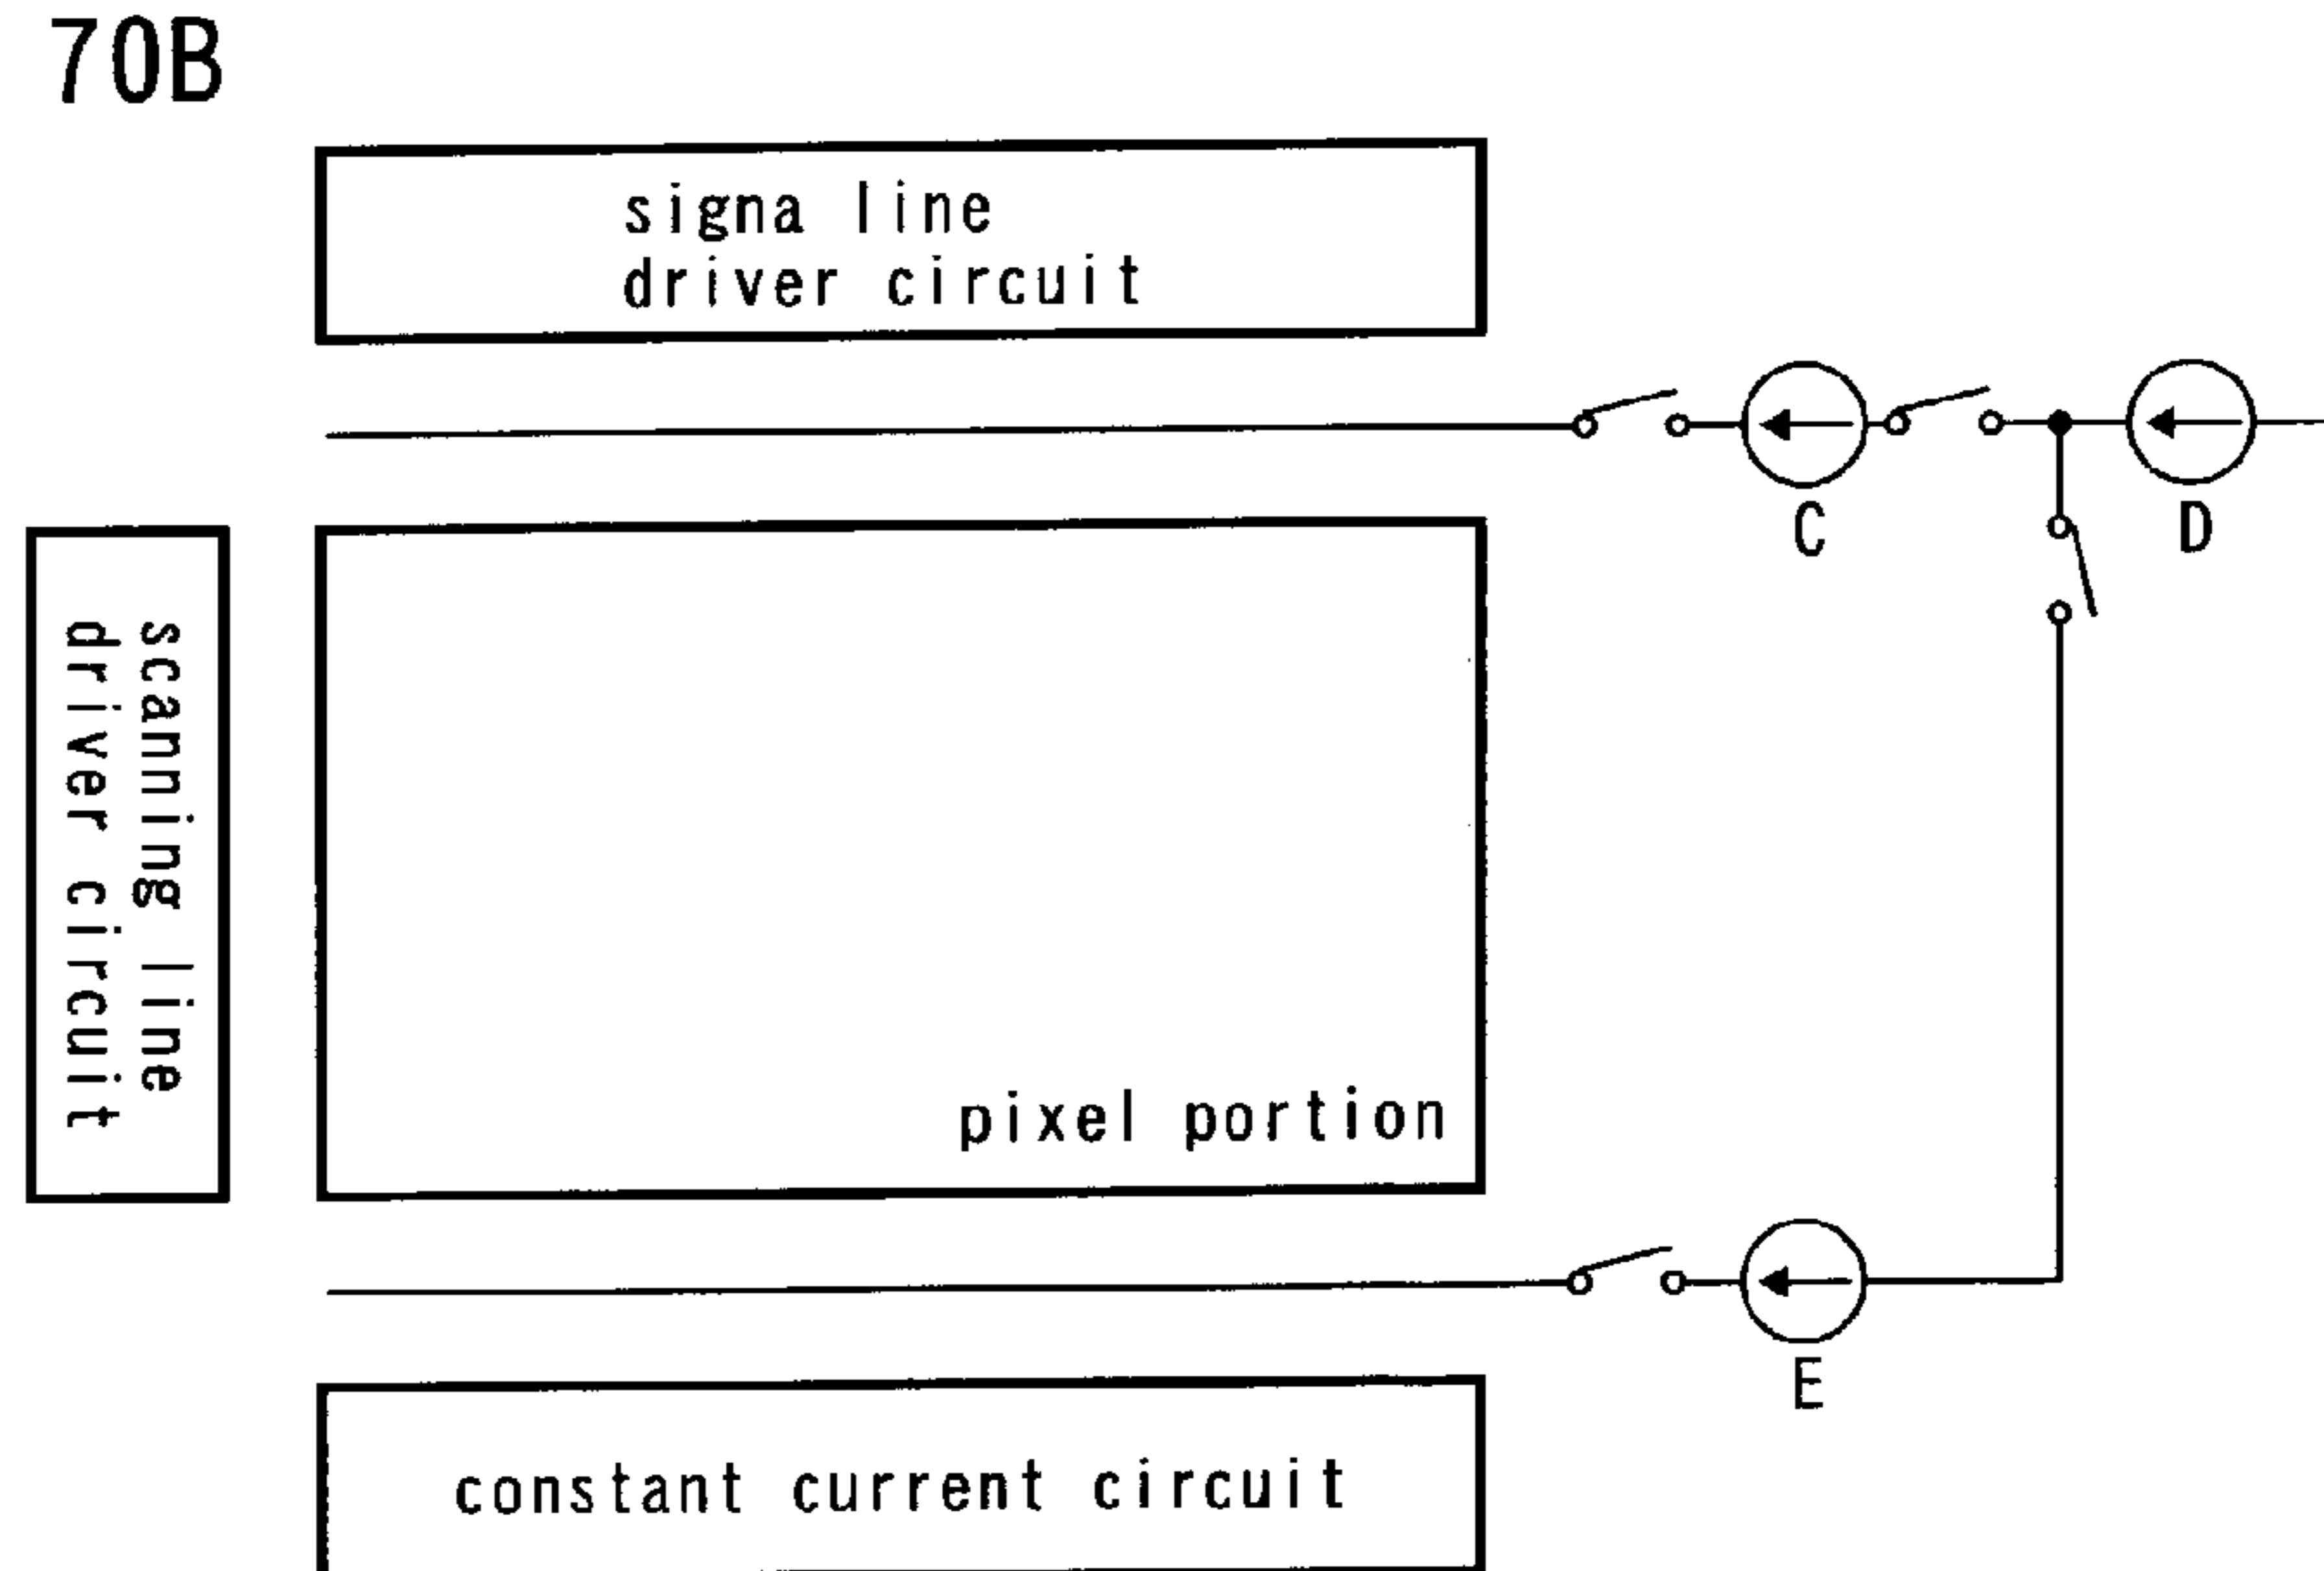 70B
signa line
driver circuit
C
D
scanning line
driver circuit
pixel portion
E
constant current circuit